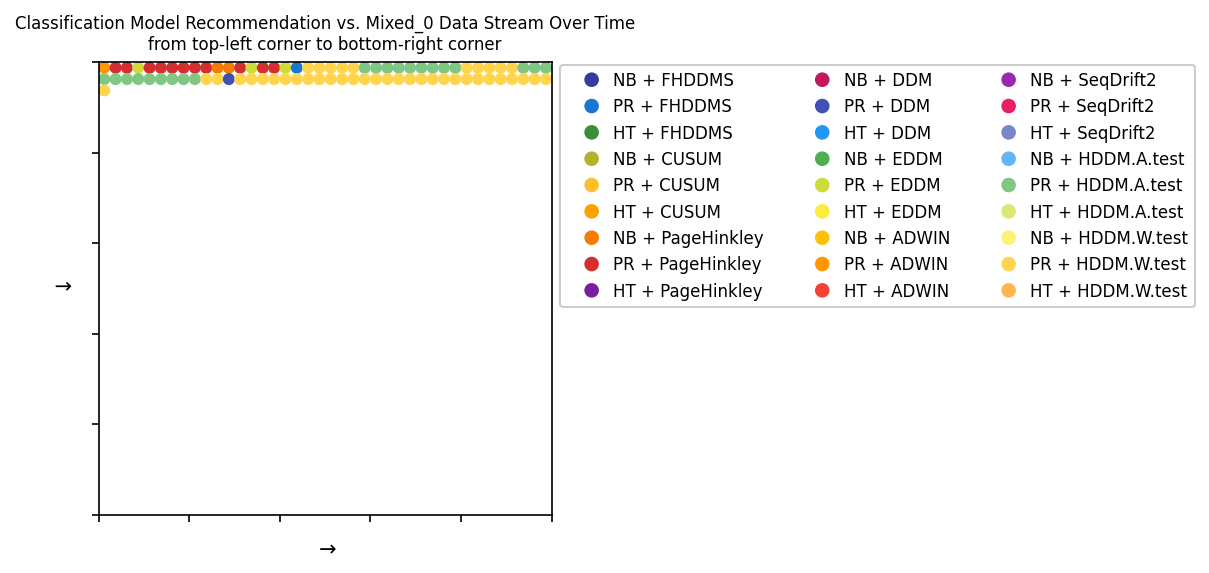 Classification Model Recommendation vs. Mixed_0 Data Stream Over Time
from top-left corner to bottom-right corner
NB + FHDDMS
PR + FHDDMS
HT + FHDDMS
NB + CUSUM
PR + CUSUM
HT + CUSUM
NB + PageHinkley
PR + PageHinkley
HT + PageHinkley
NB + DDM
PR + DDM
HT + DDM
NB + EDDM
PR + EDDM
HT + EDDM
NB + ADWIN
PR + ADWIN
HT + ADWIN
NB + SeqDrift2
PR + SeqDrift2
HT + SeqDrift2
NB + HDDM.A.test
PR + HDDM.A.test
HT + HDDM.A.test
NB + HDDM.W.test
PR + HDDM.W.test
HT + HDDM.W.test
→
→